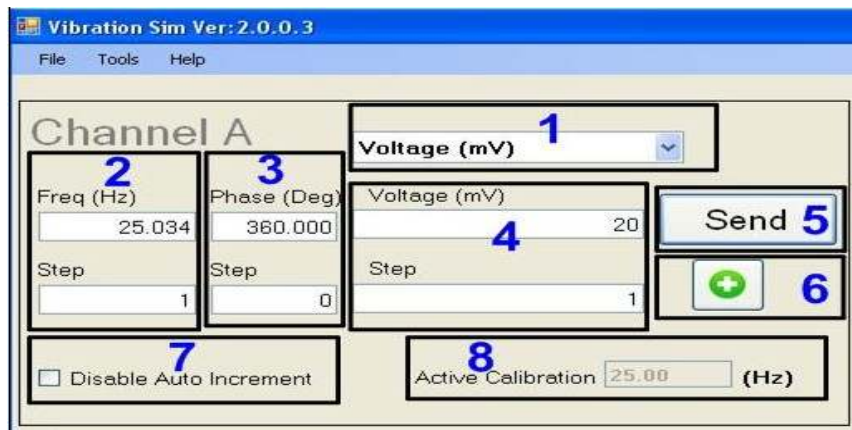 Vibration Sim Ver:2.0.0.3
File Tools Help
Channel A
1
Voltage (mV)
2
3
Freq (Hz)
Phase (Deg)
Voltage (mV)
25.034
360.000
4
20
Send 5
Step
Step
Step
1
0
1
6
7
8
Disable Auto Increment
Active Calibration 25.00 (Hz)